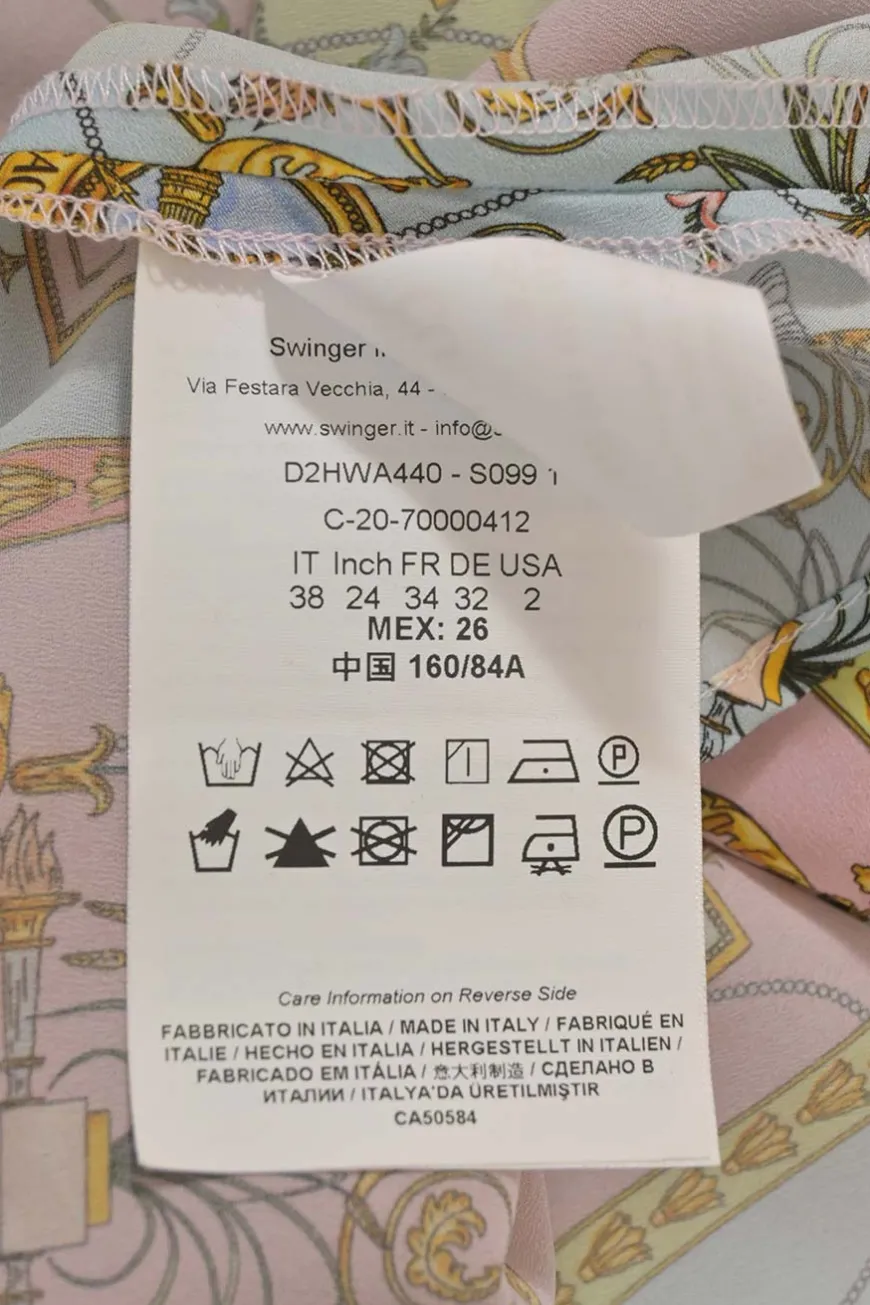 Swinger
Via Festara Vecchia, 44 -
www.swinger.it - info@
D2HWA440 - S099
C-20-70000412
IT Inch FR DE USA
38 24 34 32 2
MEX: 26
中国 160/84A
P
P
Care Information on Reverse Side
FABBRICATO IN ITALIA / MADE IN ITALY / FABRIQUÉ EN
ITALIE / HECHO EN ITALIA / HERGESTELLT IN ITALIEN /
FABRICADO EM ITÁLIA / 意大利制造 / СДЕЛАНО В
ИТАЛИИ / ITALYA'DA ÜRETILMIŞTIR
CA50584